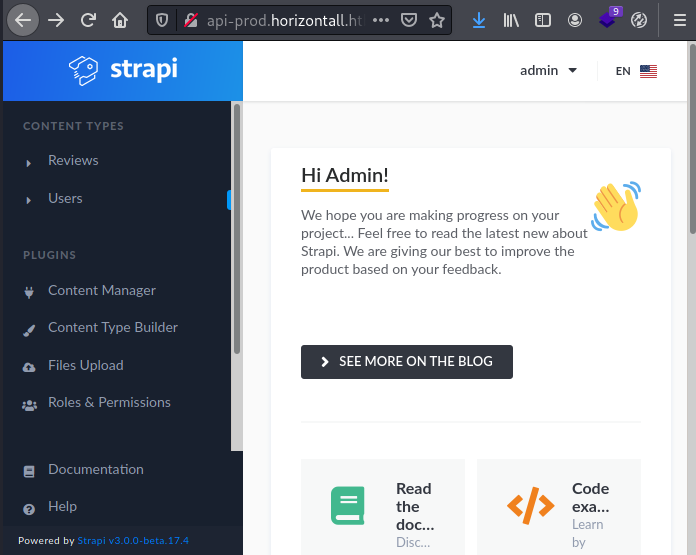 api-prod.horizontall.ht
9
strapi
admin
EN
CONTENT TYPES
Reviews
Users
PLUGINS
Content Manager
Content Type Builder
Files Upload
Roles & Permissions
Documentation
Help
Powered by Strapi v3.0.0-beta.17.4
Hi Admin!
We hope you are making progress on your
project... Feel free to read the latest new about
Strapi. We are giving our best to improve the
product based on your feedback.
SEE MORE ON THE BLOG
Read
the
doc...
Disc...
Code
exa...
Learn
by